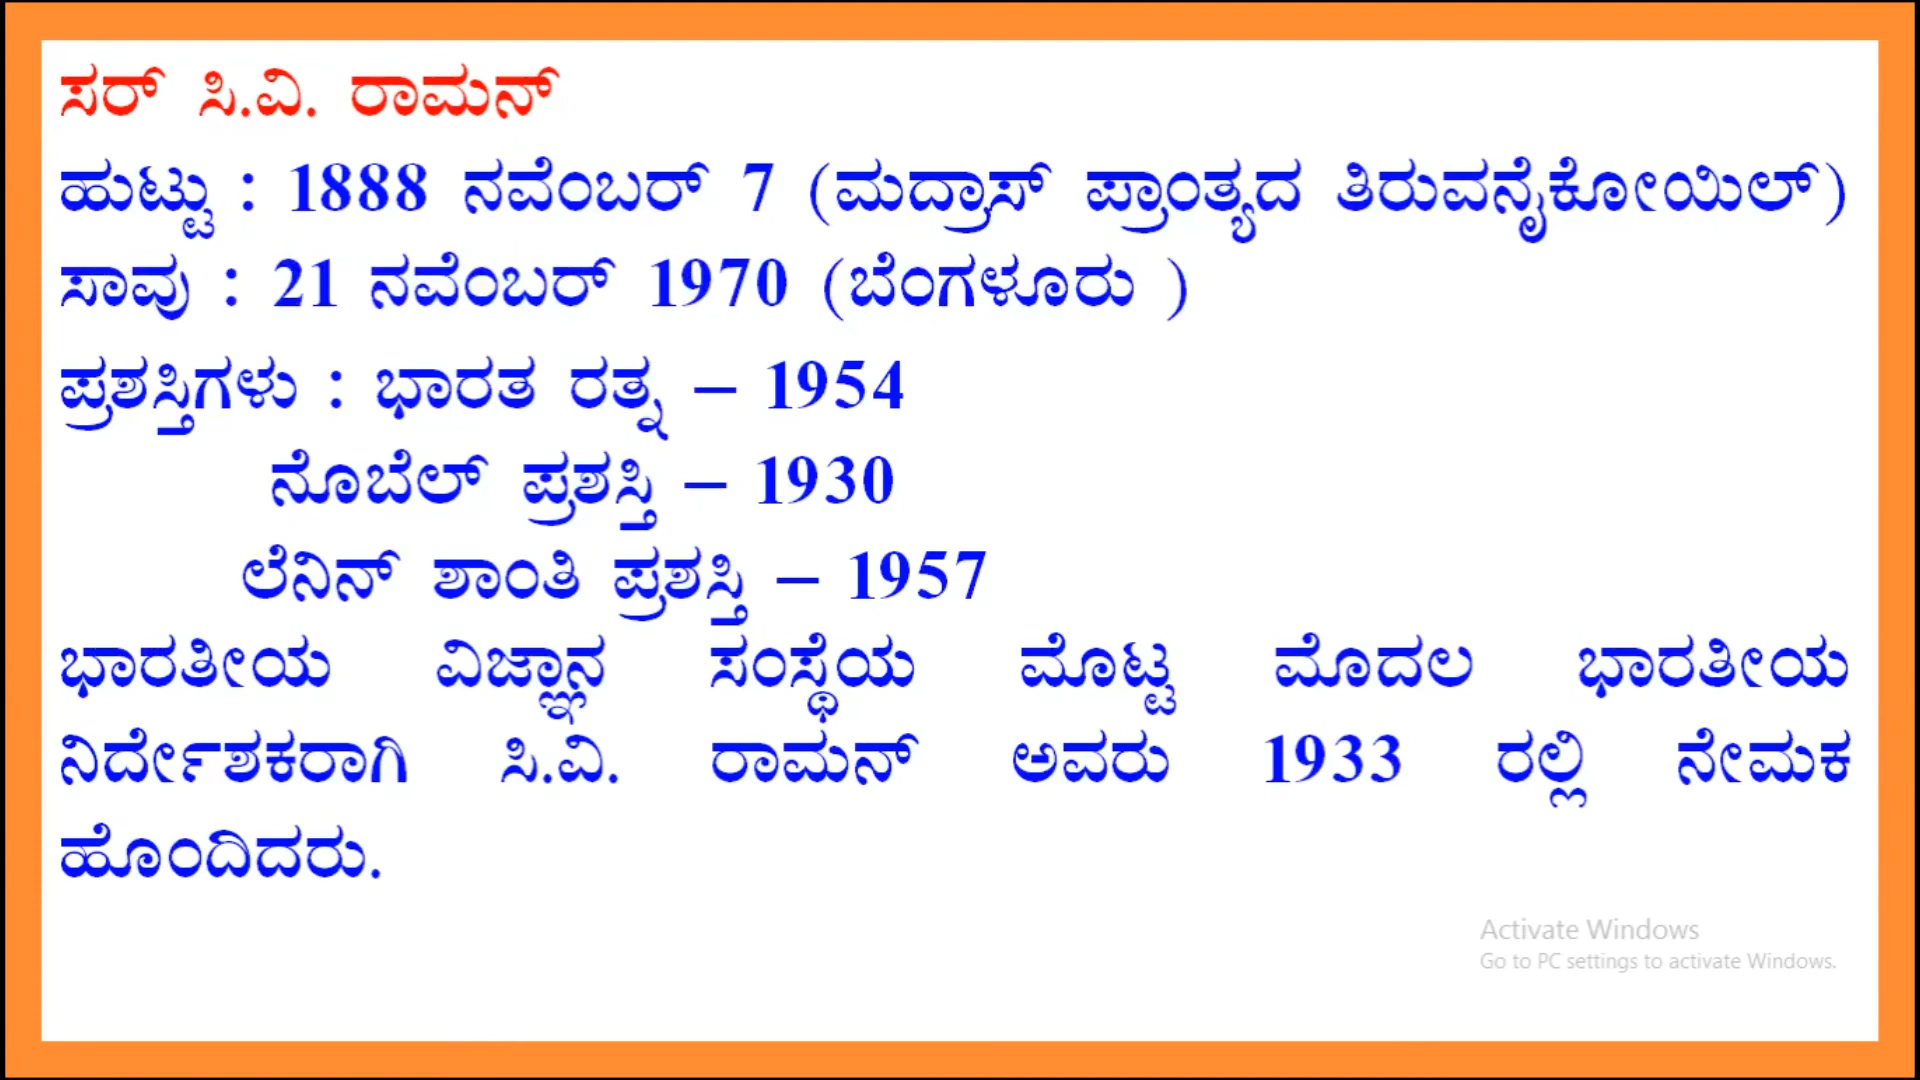 ಸರ್ ಸಿ.ವಿ. ರಾಮನ್
ಹುಟ್ಟು : 1888 ನವೆಂಬರ್ 7 (ಮದ್ರಾಸ್ ಪ್ರಾಂತ್ಯದ ತಿರುವನೈಕೋಯಿಲ್)
ಸಾವು : 21 ನವೆಂಬರ್ 1970 (ಬೆಂಗಳೂರು )
ಪ್ರಶಸ್ತಿಗಳು : ಭಾರತ ರತ್ನ – 1954
ನೊಬೆಲ್ ಪ್ರಶಸ್ತಿ – 1930
ಲೆನಿನ್ ಶಾಂತಿ ಪ್ರಶಸ್ತಿ – 1957
ಭಾರತೀಯ ವಿಜ್ಞಾನ ಸಂಸ್ಥೆಯ ಮೊಟ್ಟ ಮೊದಲ ಭಾರತೀಯ
ನಿರ್ದೇಶಕರಾಗಿ ಸಿ.ವಿ. ರಾಮನ್ ಅವರು 1933 ರಲ್ಲಿ ನೇಮಕ
ಹೊಂದಿದರು.
Activate Windows
Go to PC settings to activate Windows.